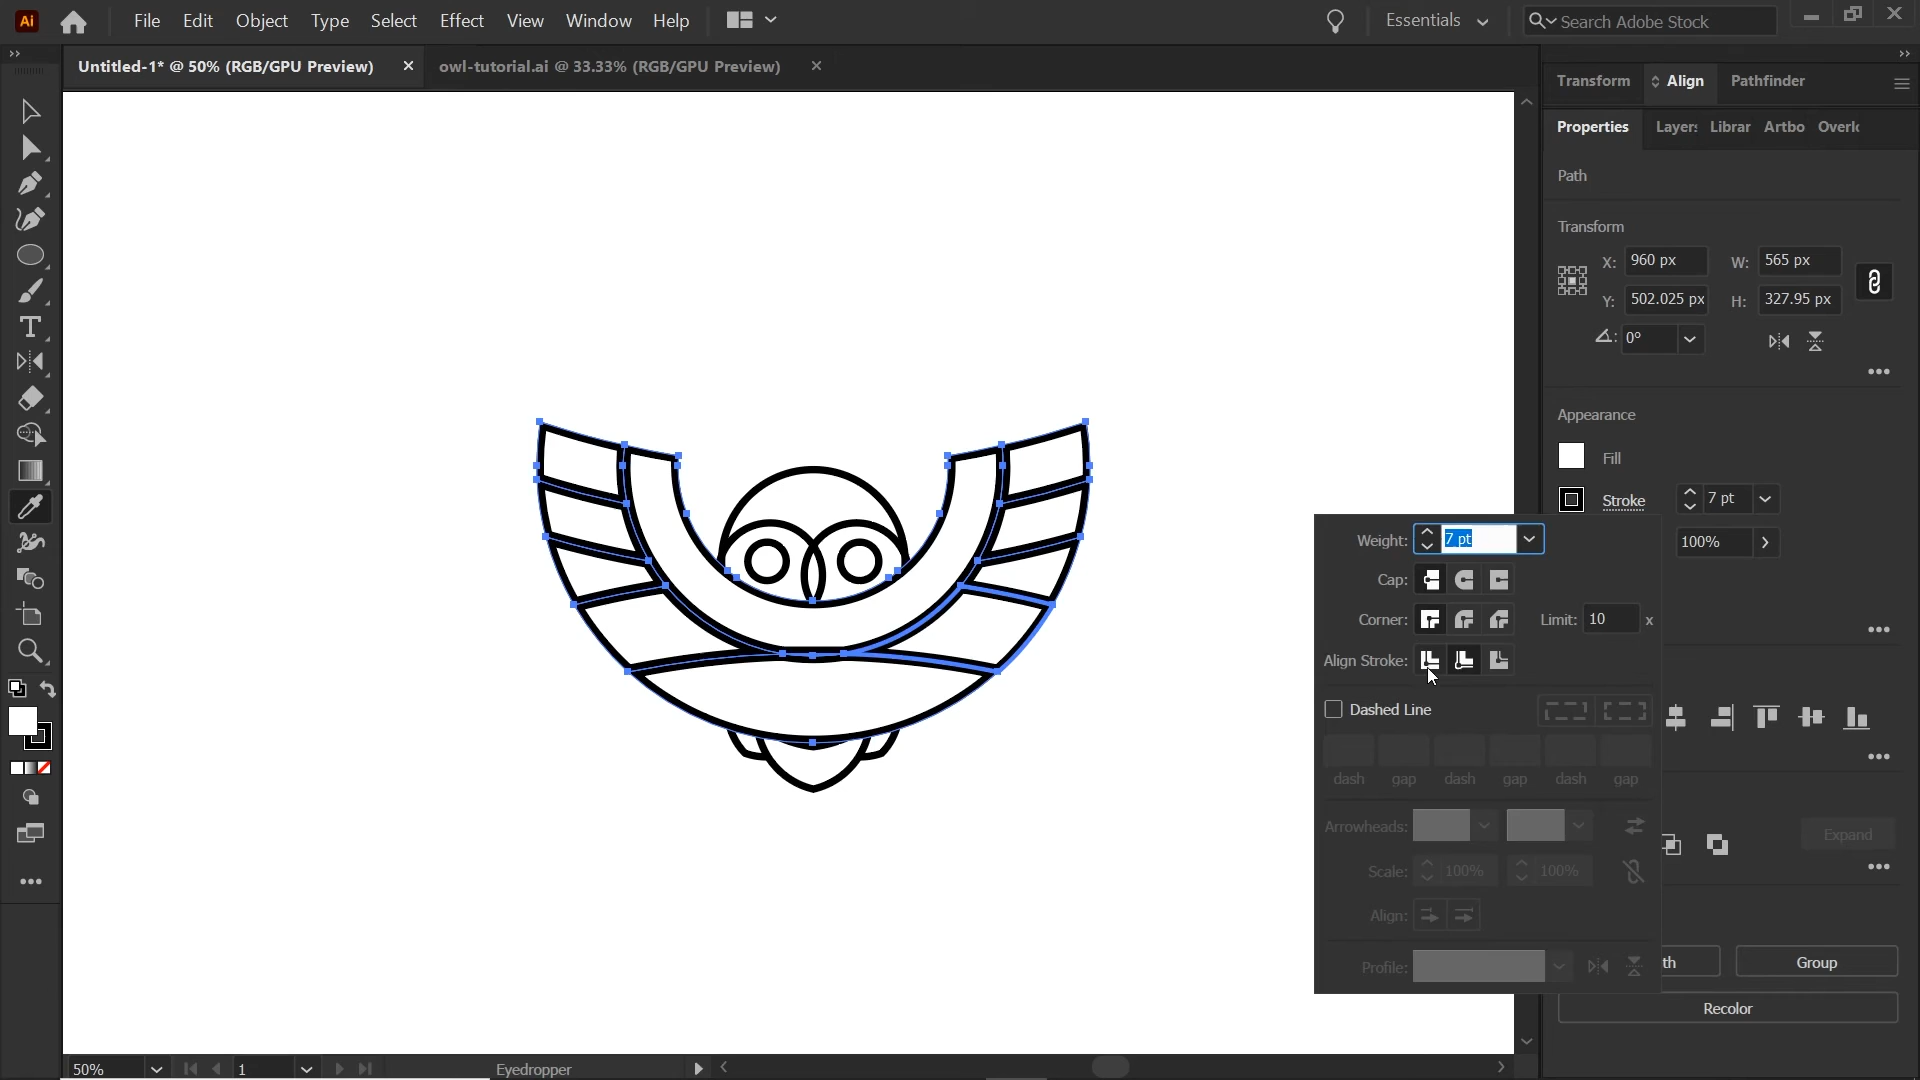 Ai File Edit Object Type Select Effect View Window Help Essentials Search Adobe Stock
Untitled-1* @ 50% (RGB/GPU Preview) owl-tutorial.ai @ 33.33% (RGB/GPU Preview)
Transform Align Pathfinder
Properties Layer Librar Artbo Overl
Path
Transform
X: 960 px W: 565 px
Y: 502.025 px H: 327.95 px
0°
Appearance
Fill
Stroke 7 pt
100%
Weight: 7 pt
Cap:
Corner: Limit: 10 x
Align Stroke:
Dashed Line
dash gap dash gap dash gap
Arrowheads:
Scale: 100% 100%
Expand
Align:
Profile:
th Group
Recolor
50% 1 Eyedropper